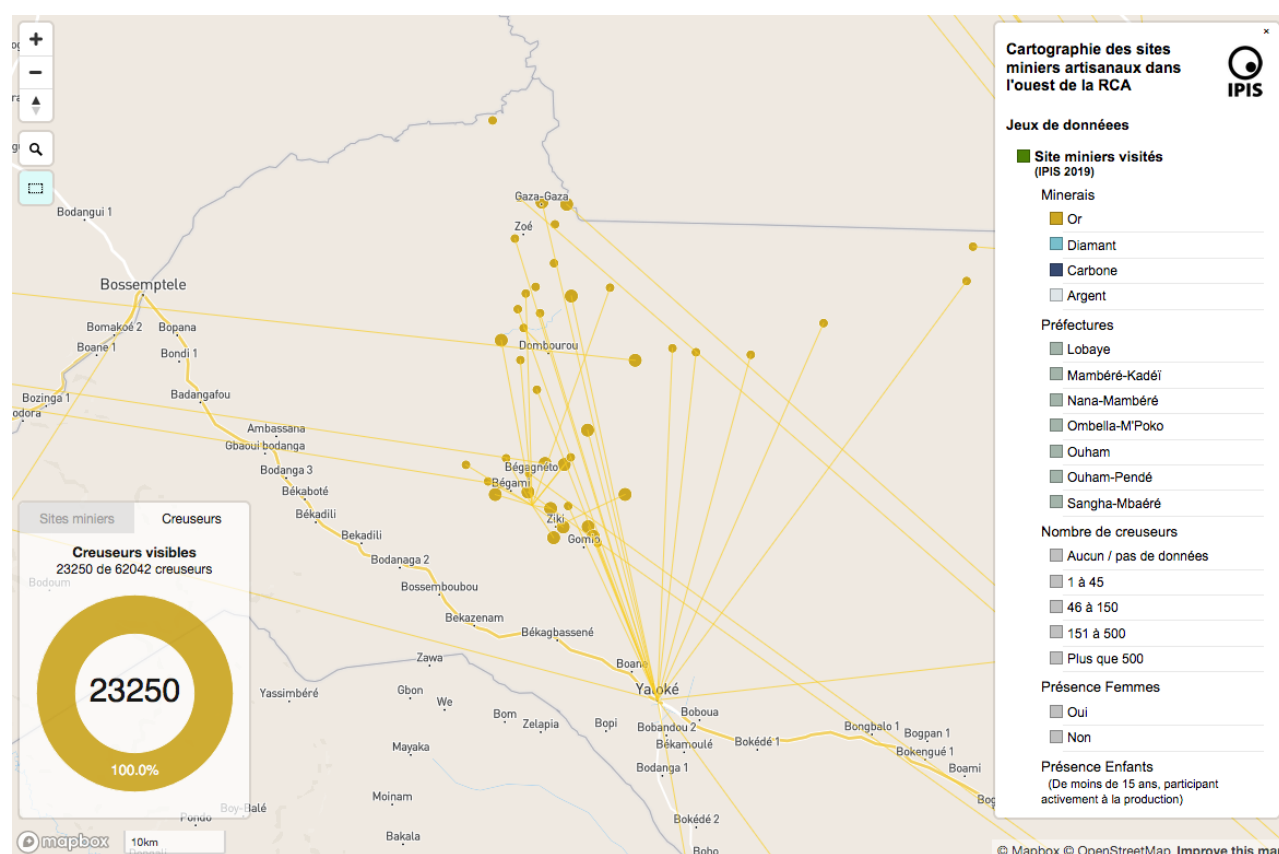 Bodangui 1
Gaza-Gaza
Zoé
Bossemptele
Bomakoé 2
Bopana
Boane 1
Bondi 1
Dombourou
Bozinga 1
Badangafou
odora
Ambassana
Gbaoui bodanga
Bodanga 3
Bégagneto
Békaboté
Bégami
Békadili
Ziki
Bekadili
Gomio
Bodanaga 2
Bodoum
Bossemboubou
Bekazenam
Békagbassené
Zawa
Boane
Yassimbéré
Gbon
We
Yaloké
Bom
Zelapia
Bopi
Boboua
Bobandou 2
Bongbalo 1
Bogpan 1
Mayaka
Békamoulé
Bokédé 1
Bokengué 1
Bodanga 1
Boami
Moinam
Boy-Balé
Pondo
Bokédé 2
Bakala
Boho
Sites miniers
Creuseurs
Creuseurs visibles
23250 de 62042 creuseurs
23250
100.0%
mapbox
10km
×
Cartographie des sites
miniers artisanaux dans
l'ouest de la RCA
IPIS
Jeux de donnéees
Site miniers visités
(IPIS 2019)
Minerais
Or
Diamant
Carbone
Argent
Préfectures
Lobaye
Mambéré-Kadéï
Nana-Mambéré
Ombella-M'Poko
Ouham
Ouham-Pendé
Sangha-Mbaéré
Nombre de creuseurs
Aucun / pas de données
1 à 45
46 à 150
151 à 500
Plus que 500
Présence Femmes
Oui
Non
Présence Enfants
(De moins de 15 ans, participant
activement à la production)
© Mapbox © OpenStreetMap Improve this map